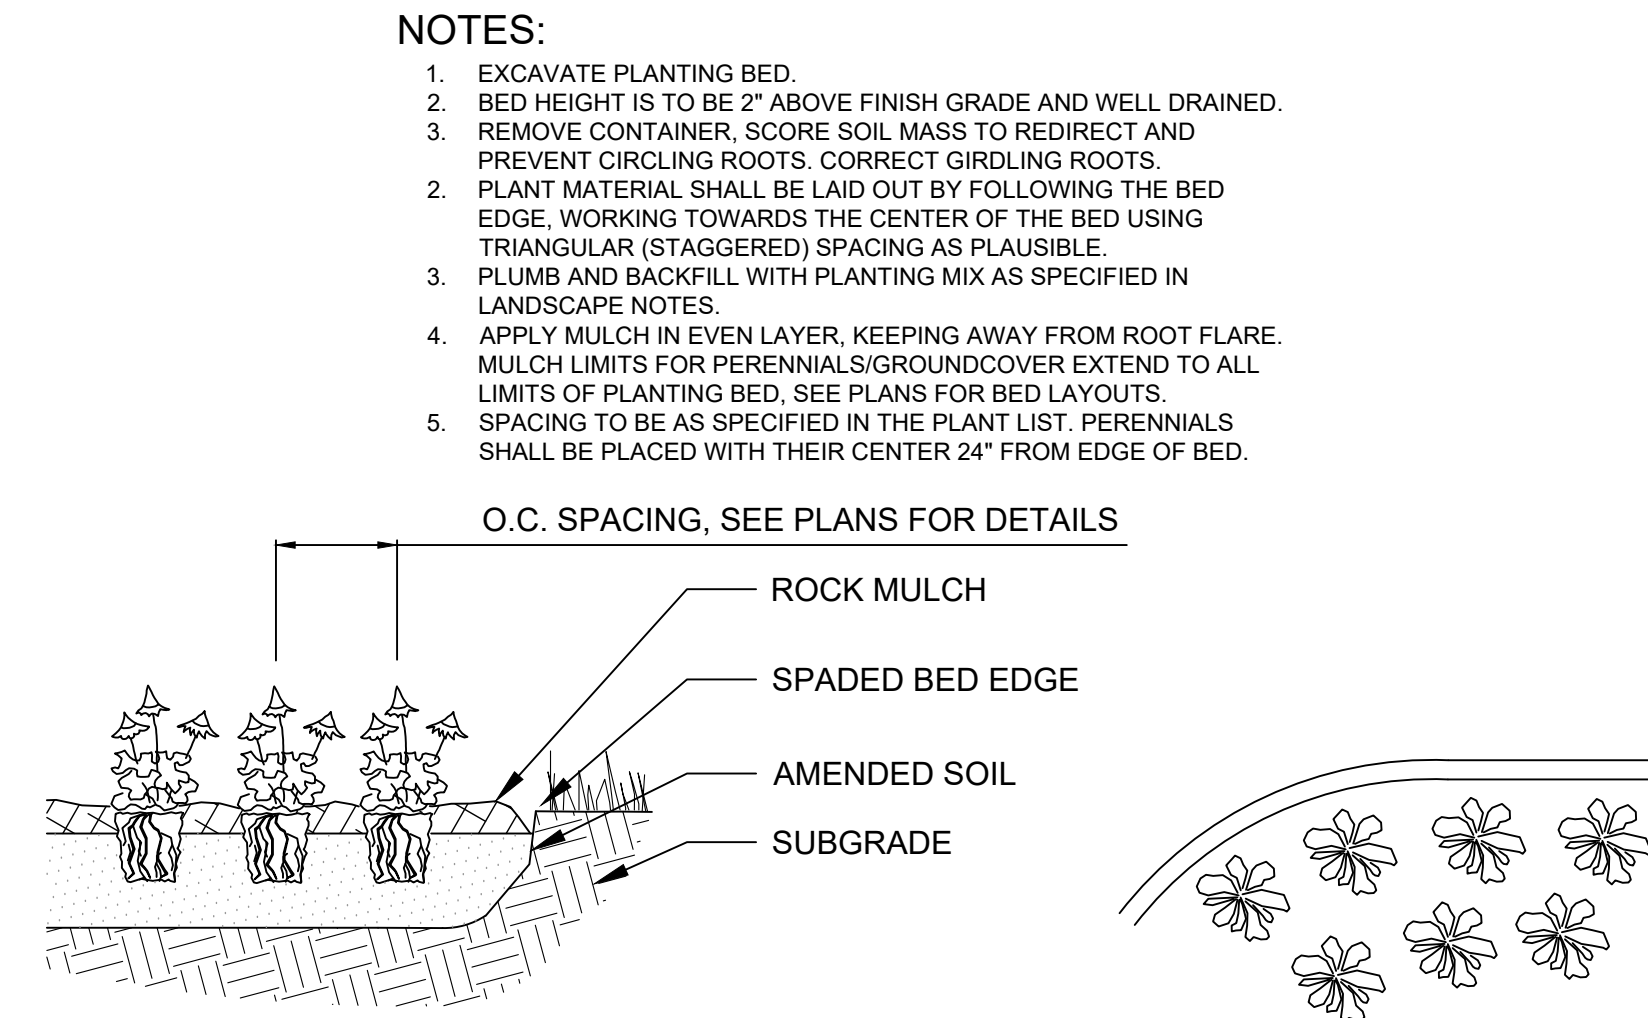 NOTES:
1. EXCAVATE PLANTING BED.
2. BED HEIGHT IS TO BE 2" ABOVE FINISH GRADE AND WELL DRAINED.
3. REMOVE CONTAINER, SCORE SOIL MASS TO REDIRECT AND
PREVENT CIRCLING ROOTS. CORRECT GIRDLING ROOTS.
2. PLANT MATERIAL SHALL BE LAID OUT BY FOLLOWING THE BED
EDGE, WORKING TOWARDS THE CENTER OF THE BED USING
TRIANGULAR (STAGGERED) SPACING AS PLAUSIBLE.
3. PLUMB AND BACKFILL WITH PLANTING MIX AS SPECIFIED IN
LANDSCAPE NOTES.
4. APPLY MULCH IN EVEN LAYER, KEEPING AWAY FROM ROOT FLARE.
MULCH LIMITS FOR PERENNIALS/GROUNDCOVER EXTEND TO ALL
LIMITS OF PLANTING BED, SEE PLANS FOR BED LAYOUTS.
5. SPACING TO BE AS SPECIFIED IN THE PLANT LIST. PERENNIALS
SHALL BE PLACED WITH THEIR CENTER 24" FROM EDGE OF BED.
O.C. SPACING, SEE PLANS FOR DETAILS
ROCK MULCH
SPADED BED EDGE
AMENDED SOIL
SUBGRADE